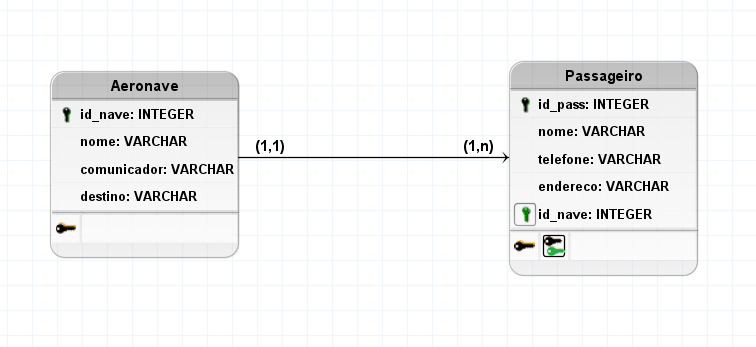 Aeronave
id_nave: INTEGER
nome: VARCHAR
comunicador: VARCHAR
destino: VARCHAR
(1,1)
(1,n)
Passageiro
id_pass: INTEGER
nome: VARCHAR
telefone: VARCHAR
endereco: VARCHAR
id_nave: INTEGER